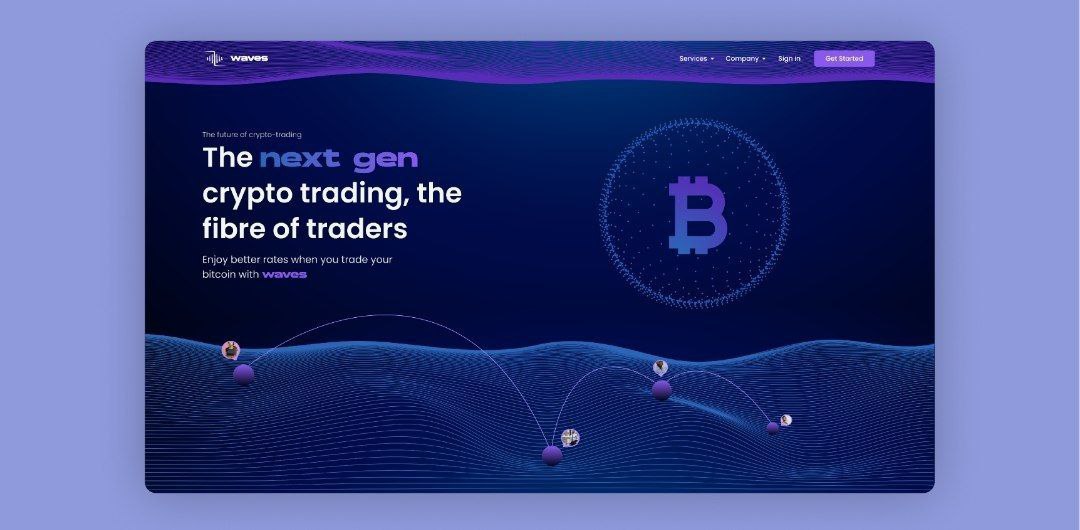 waves
Services
Company
Sign in
Get Started
The future of crypto-trading
The next gen
crypto trading, the
fibre of traders
Enjoy better rates when you trade your
bitcoin with waves